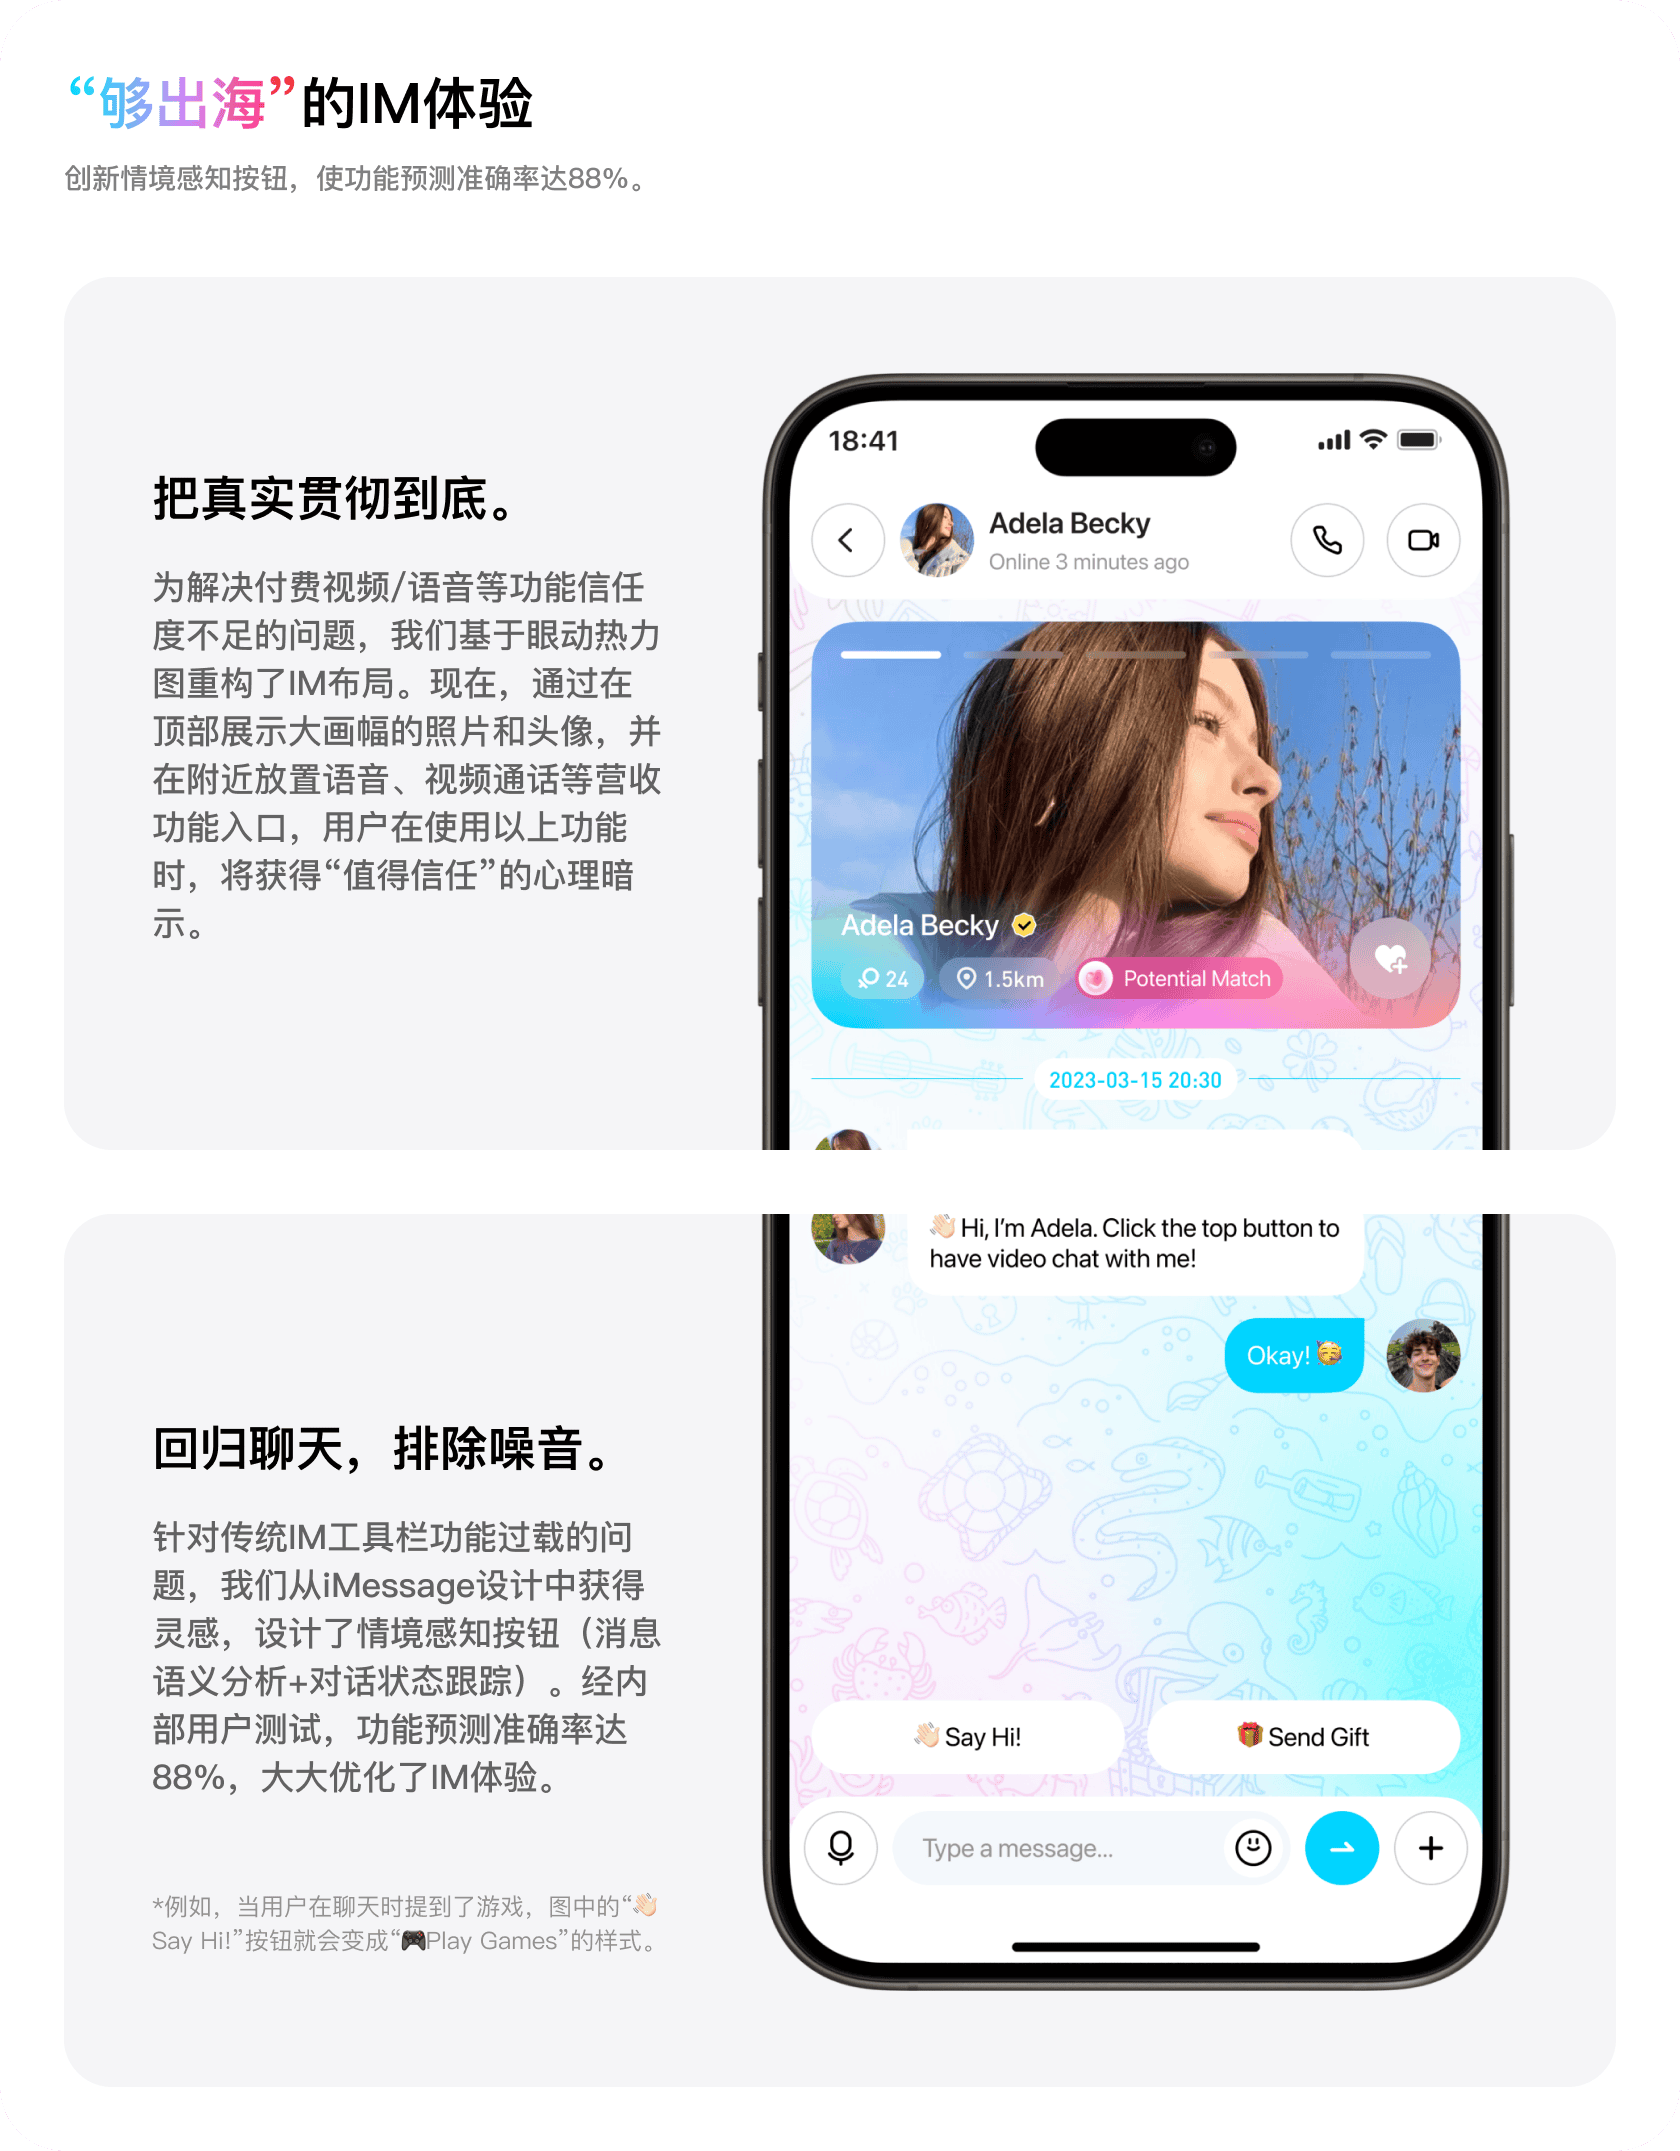 “够出海”的IM体验
创新情境感知按钮，使功能预测准确率达88%。
把真实贯彻到底。
为解决付费视频/语音等功能信任
度不足的问题，我们基于眼动热力
图重构了IM布局。现在，通过在
顶部展示大画幅的照片和头像，并
在附近放置语音、视频通话等营收
功能入口，用户在使用以上功能
时，将获得“值得信任”的心理暗
示。
18:41
Adela Becky
Online 3 minutes ago
Adela Becky
24
1.5km
Potential Match
2023-03-15 20:30
👋🏻 Hi, I’m Adela. Click the top button to
have video chat with me!
Okay! 🥳
回归聊天，排除噪音。
针对传统IM工具栏功能过载的问
题，我们从iMessage设计中获得
灵感，设计了情境感知按钮（消息
语义分析+对话状态跟踪）。经内
部用户测试，功能预测准确率达
88%，大大优化了IM体验。
*例如，当用户在聊天时提到了游戏，图中的“👋🏻
Say Hi!”按钮就会变成“🎮Play Games”的样式。
👋🏻 Say Hi!
🎁 Send Gift
Type a message...